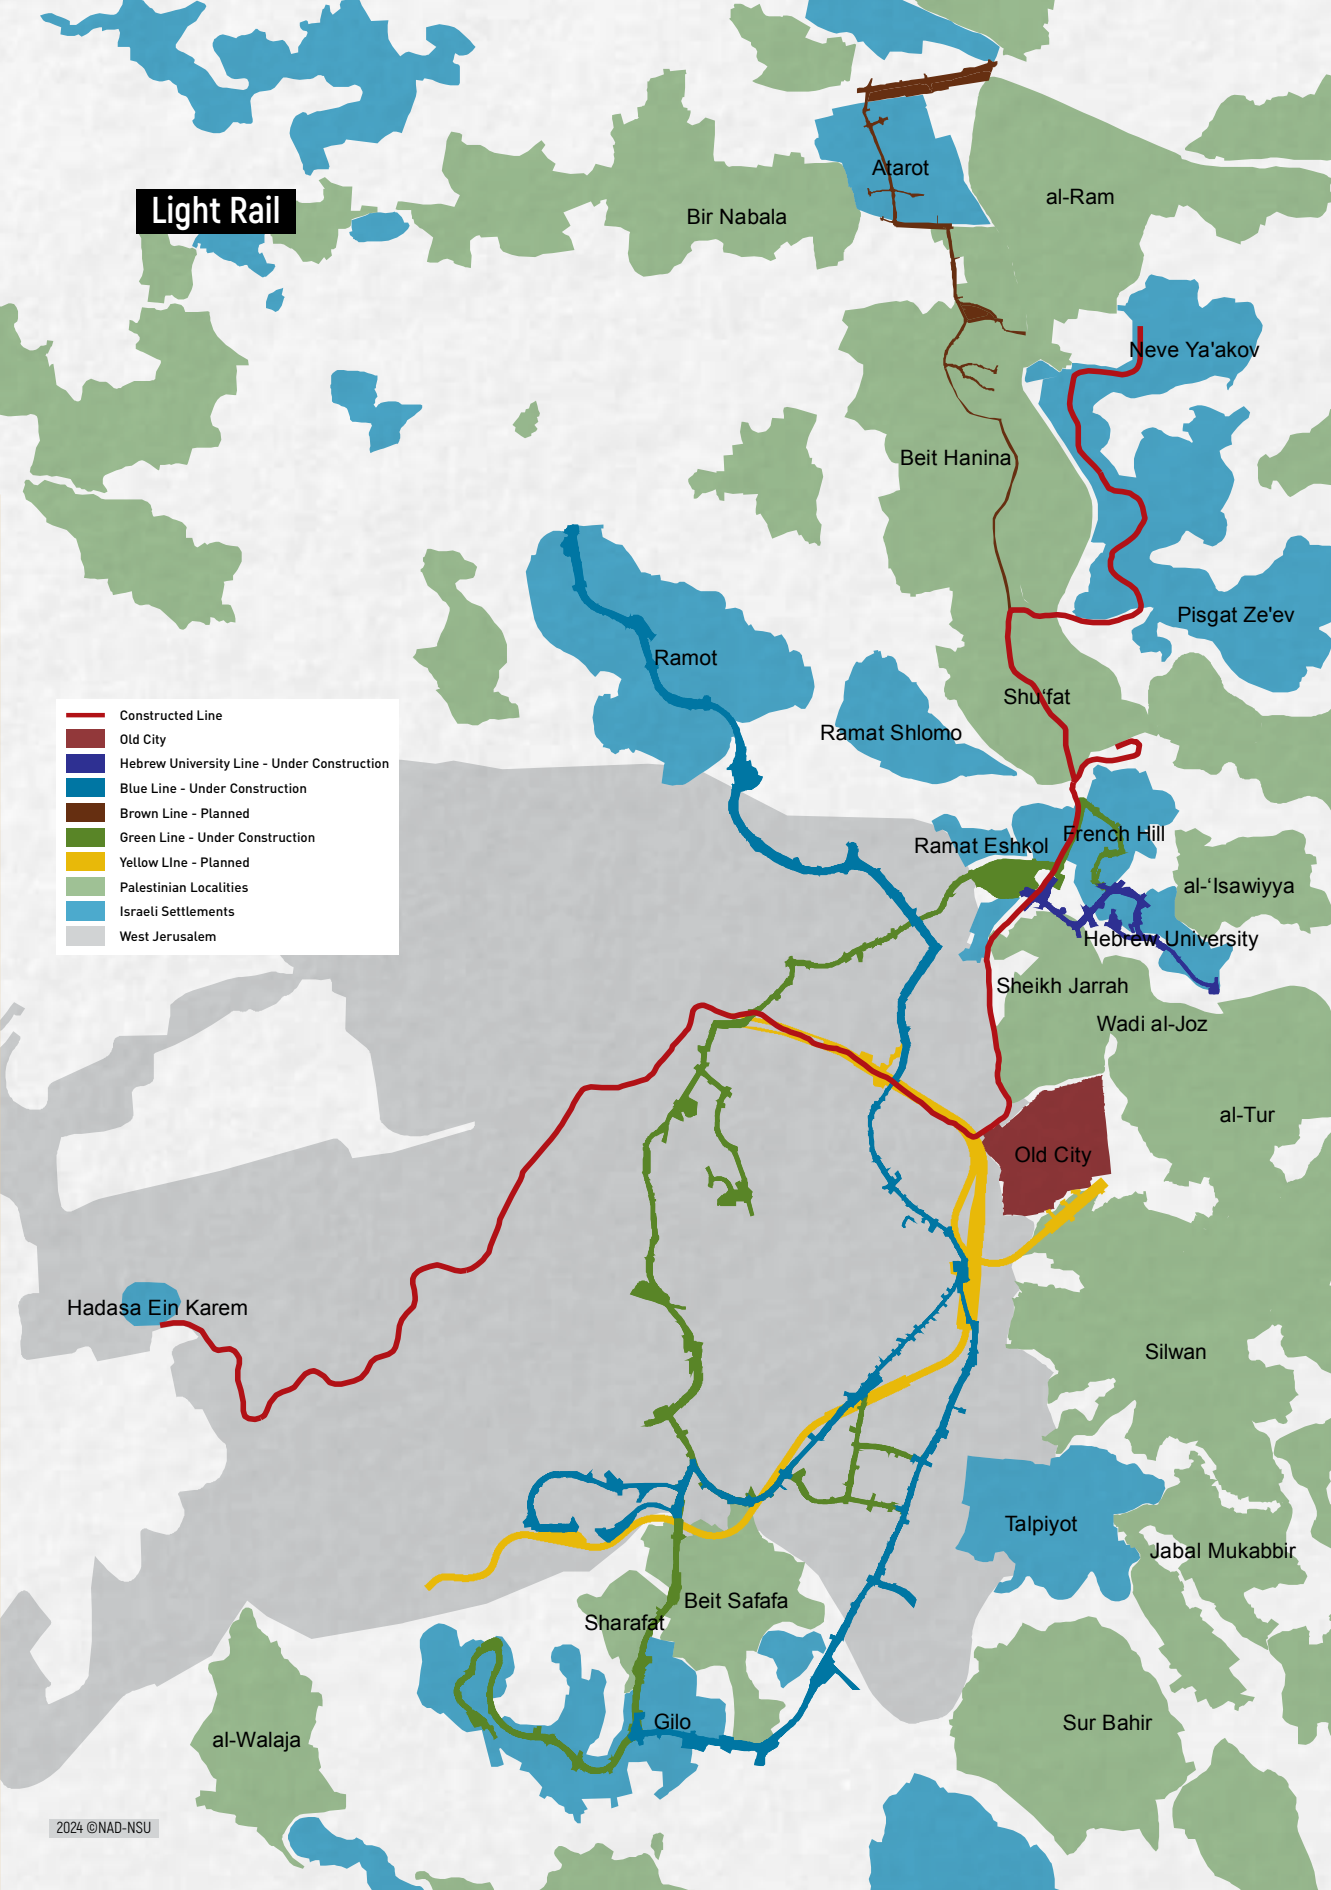 Light Rail
Atarot
al-Ram
Bir Nabala
Neve Ya'akov
Beit Hanina
Pisgat Ze'ev
Ramot
Shu‘fat
Ramat Shlomo
Constructed Line
Old City
Hebrew University Line - Under Construction
Blue Line - Under Construction
Brown Line - Planned
Green Line - Under Construction
Yellow LIne - Planned
Palestinian Localities
Israeli Settlements
West Jerusalem
French Hill
Ramat Eshkol
al-‘Isawiyya
Hebrew University
Sheikh Jarrah
Wadi al-Joz
al-Tur
Old City
Hadasa Ein Karem
Silwan
Talpiyot
Jabal Mukabbir
Beit Safafa
Sharafat
Gilo
Sur Bahir
al-Walaja
2024 ©NAD-NSU